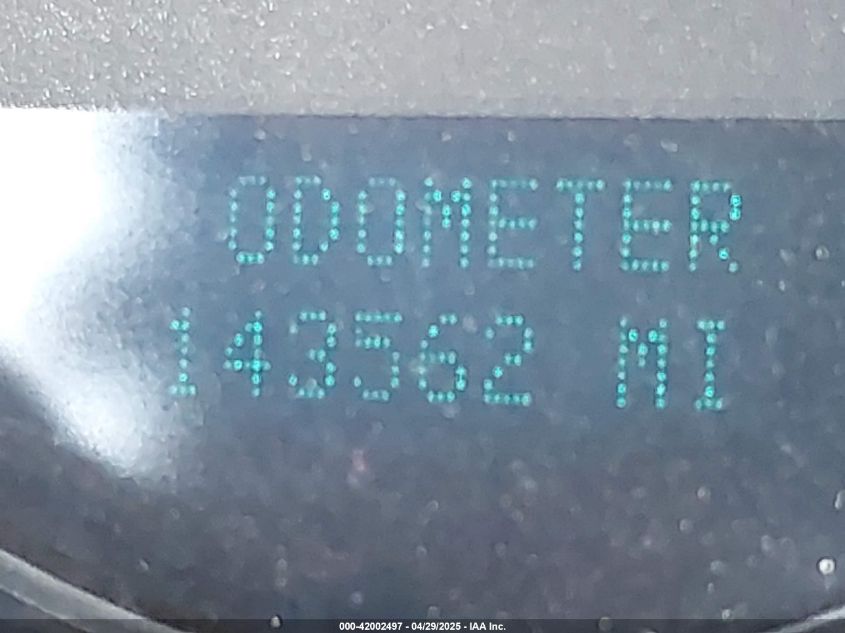 ODOMETER
143562 MI
000-42002497 - 04/29/2025 - IAA Inc.